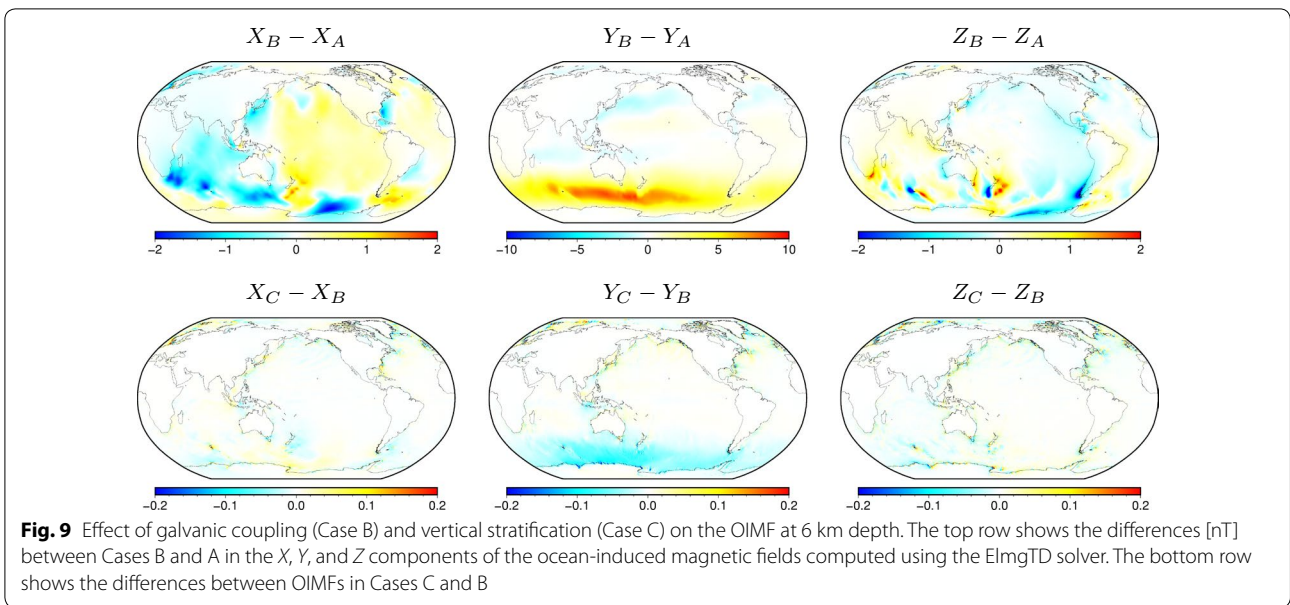 X_B − X_A Y_B − Y_A Z_B − Z_A
−2 −1 0 1 2 −10 −5 0 5 10 −2 −1 0 1 2
X_C − X_B Y_C − Y_B Z_C − Z_B
−0.2 −0.1 0.0 0.1 0.2 −0.2 −0.1 0.0 0.1 0.2 −0.2 −0.1 0.0 0.1 0.2
Fig. 9 Effect of galvanic coupling (Case B) and vertical stratification (Case C) on the OIMF at 6 km depth. The top row shows the differences [nT]
between Cases B and A in the X, Y, and Z components of the ocean-induced magnetic fields computed using the ElmgTD solver. The bottom row
shows the differences between OIMFs in Cases C and B